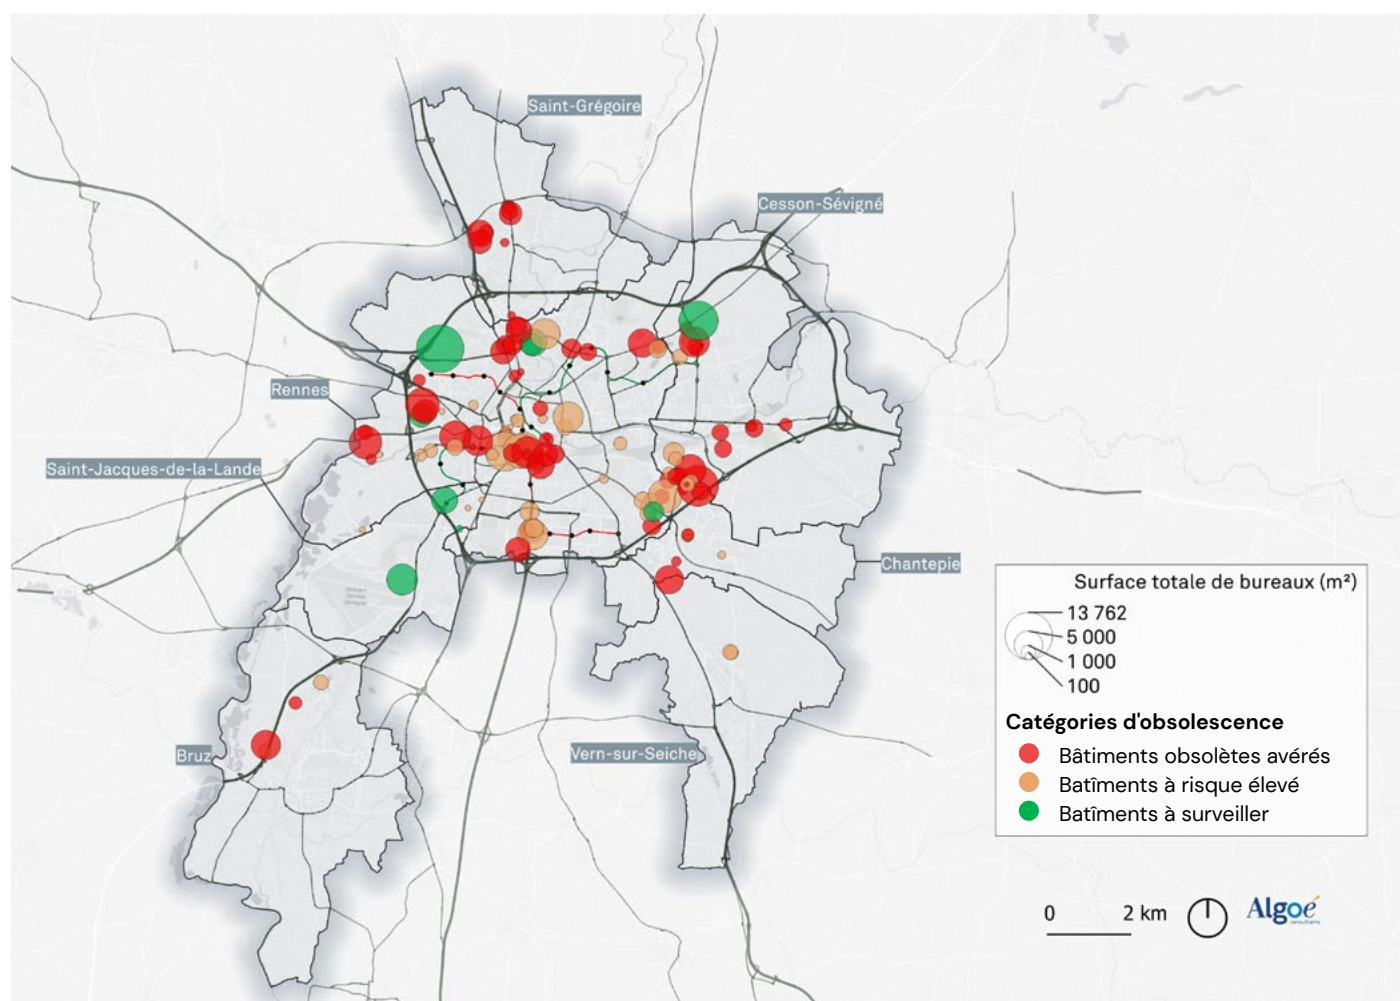 Saint-Grégoire
Cesson-Sévigné
Rennes
Saint-Jacques-de-la-Lande
Chantepie
Bruz
Vern-sur-Seiche
Surface totale de bureaux (m²)
13 762
5 000
1 000
100
Catégories d'obsolescence
Bâtiments obsolètes avérés
Batîments à risque élevé
Batîments à surveiller
0 2 km
Algoé
consultants